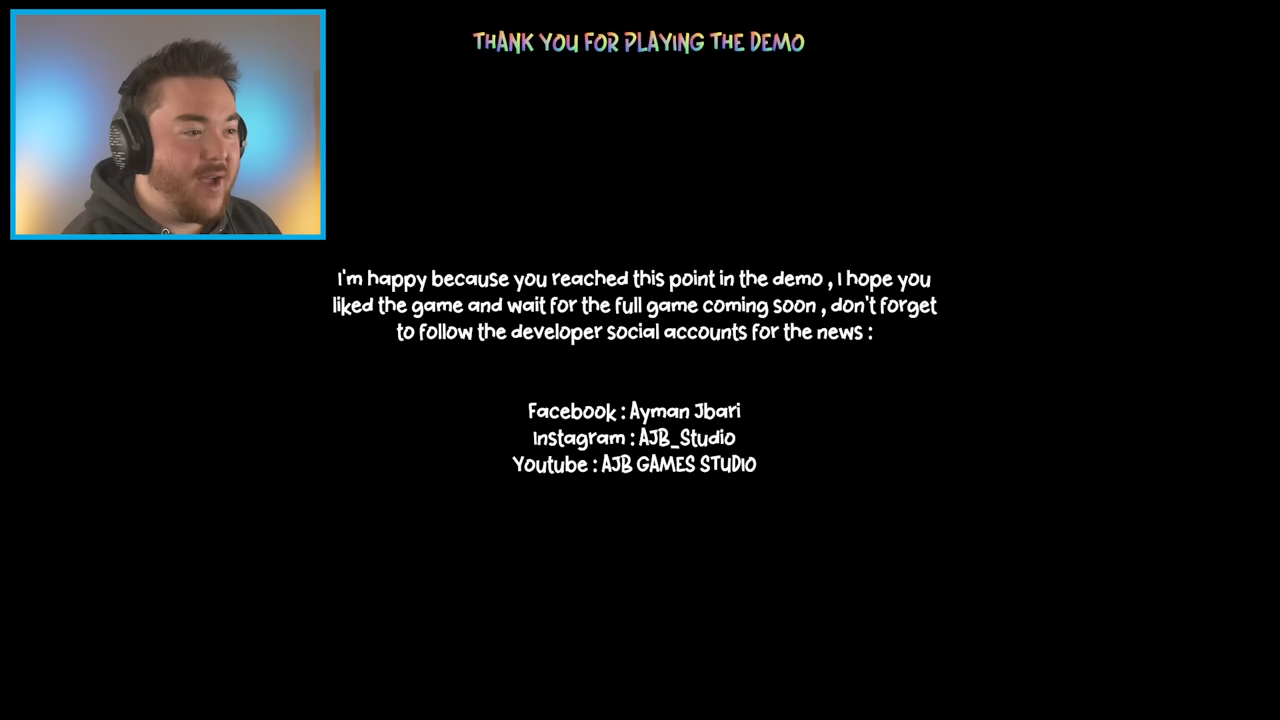 THANK YOU FOR PLAYING THE DEMO
I'm happy because you reached this point in the demo , I hope you
liked the game and wait for the full game coming soon , don't forget
to follow the developer social accounts for the news :
Facebook : Ayman Jbari
Instagram : AJB_Studio
Youtube : AJB GAMES STUDIO